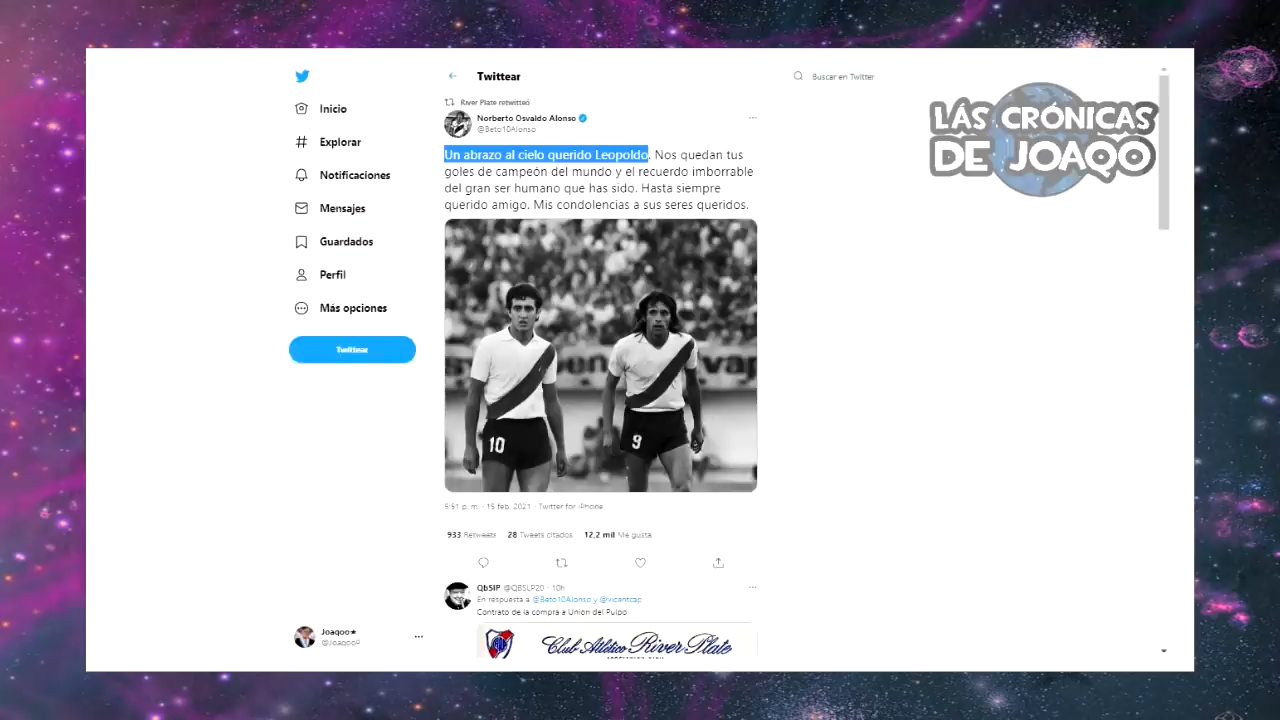 Twittear
Buscar en Twitter
LÁS CRÓNICAS
DE JOAQO
Inicio
Explorar
Notificaciones
Mensajes
Guardados
Perfil
Más opciones
Twittear
River Plate retwitteó
Norberto Osvaldo Alonso
@Beto10Alonso
Un abrazo al cielo querido Leopoldo. Nos quedan tus
goles de campeón del mundo y el recuerdo imborrable
del gran ser humano que has sido. Hasta siempre
querido amigo. Mis condolencias a sus seres queridos.
10
9
5:51 p. m. · 15 feb. 2021 · Twitter for iPhone
933 Retweets 28 Tweets citados 12,2 mil Me gusta
QbSlP @QBSLP20 · 10h
En respuesta a @Beto10Alonso y @vicentcap
Contrato de la compra a Union del Pulpo
Club Atlético River Plate
Joaqoo★